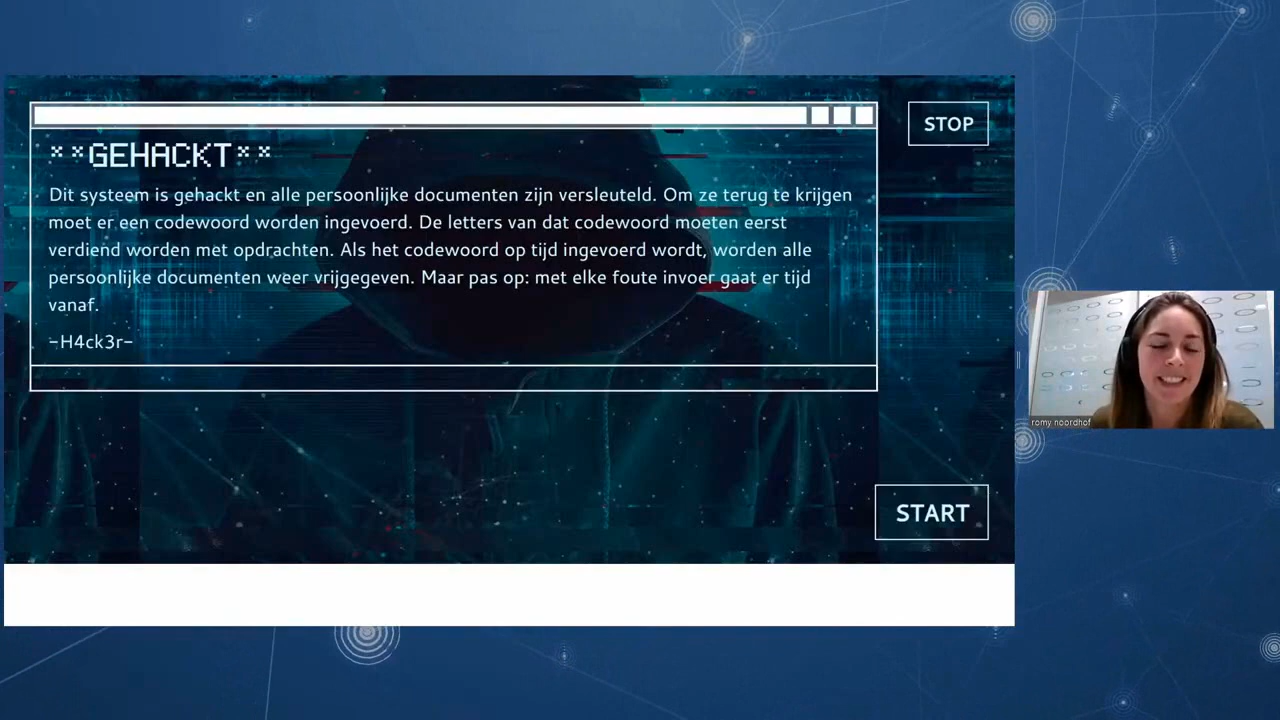 **GEHACKT**
STOP
Dit systeem is gehackt en alle persoonlijke documenten zijn versleuteld. Om ze terug te krijgen
moet er een codewoord worden ingevoerd. De letters van dat codewoord moeten eerst
verdiend worden met opdrachten. Als het codewoord op tijd ingevoerd wordt, worden alle
persoonlijke documenten weer vrijgegeven. Maar pas op: met elke foute invoer gaat er tijd
vanaf.
-H4ck3r-
romy noordhof
START